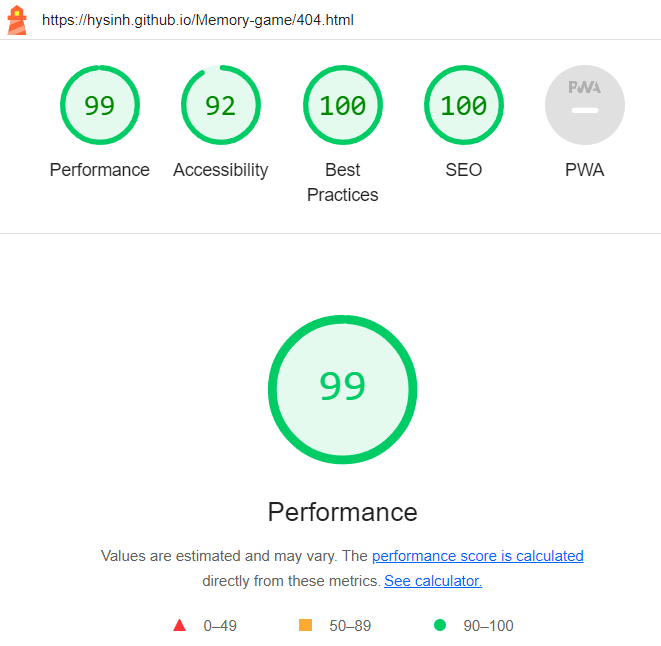 https://hysinh.github.io/Memory-game/404.html
99 92 100 100 PWA
Performance Accessibility Best Practices SEO PWA
99
Performance
Values are estimated and may vary. The performance score is calculated
directly from these metrics. See calculator.
0–49 50–89 90–100